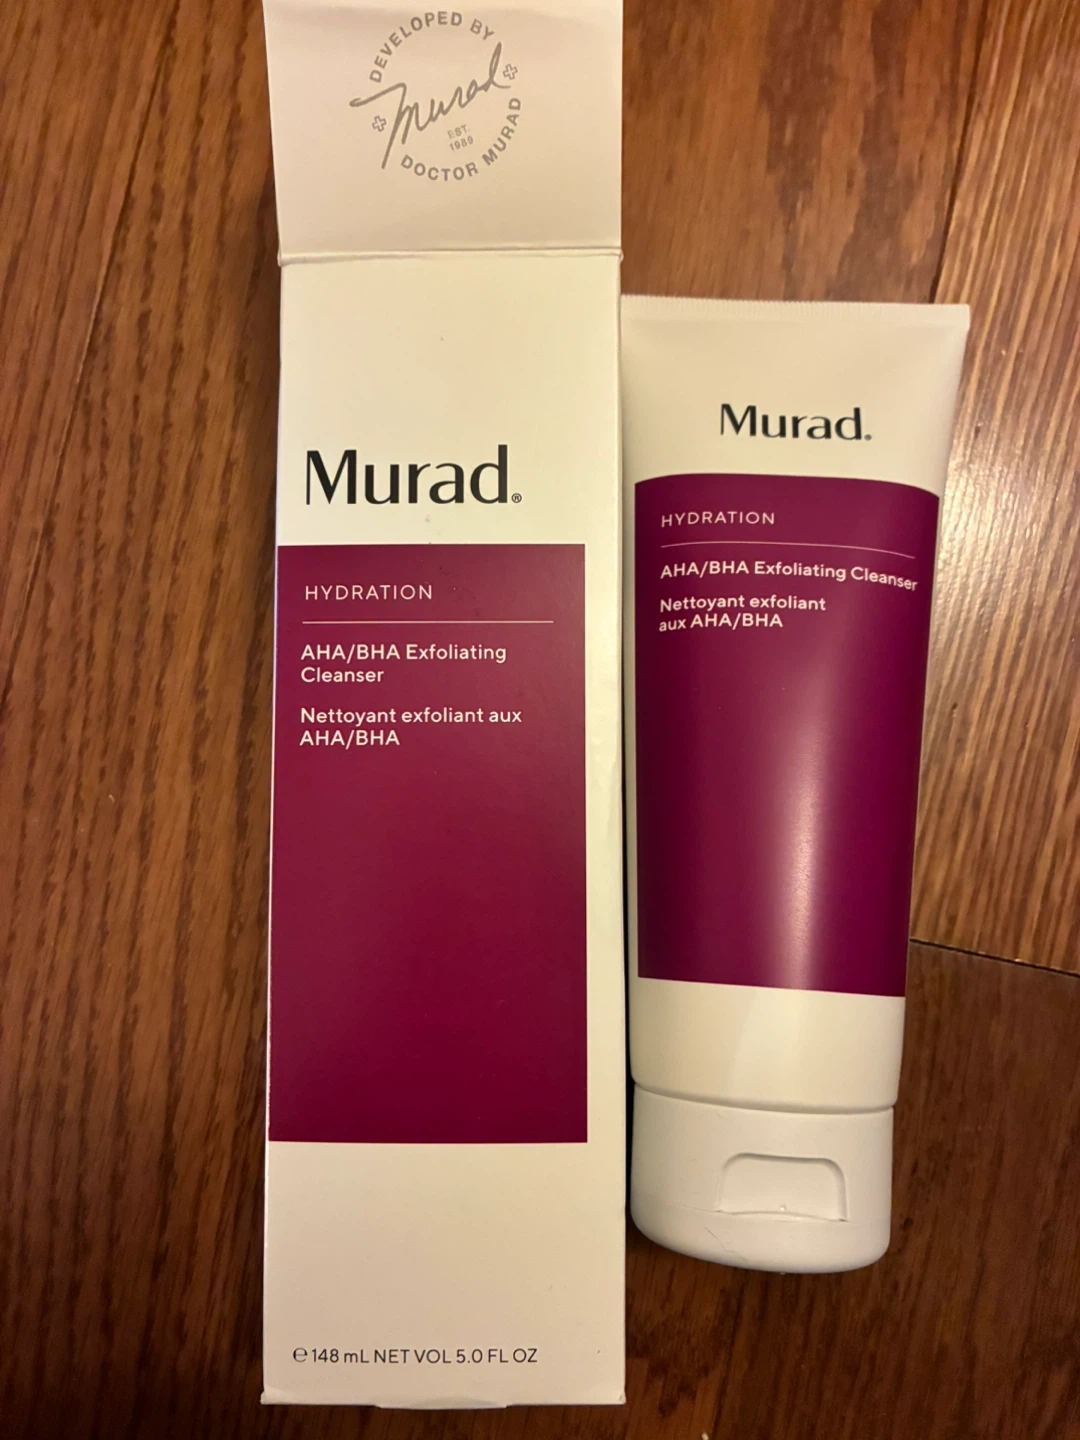 DEVELOPED BY
Murad
EST.
1989
DOCTOR MURAD
Murad®
HYDRATION
AHA/BHA Exfoliating
Cleanser
Nettoyant exfoliant aux
AHA/BHA
℮ 148 mL NET VOL 5.0 FL OZ
Murad®
HYDRATION
AHA/BHA Exfoliating Cleanser
Nettoyant exfoliant
aux AHA/BHA